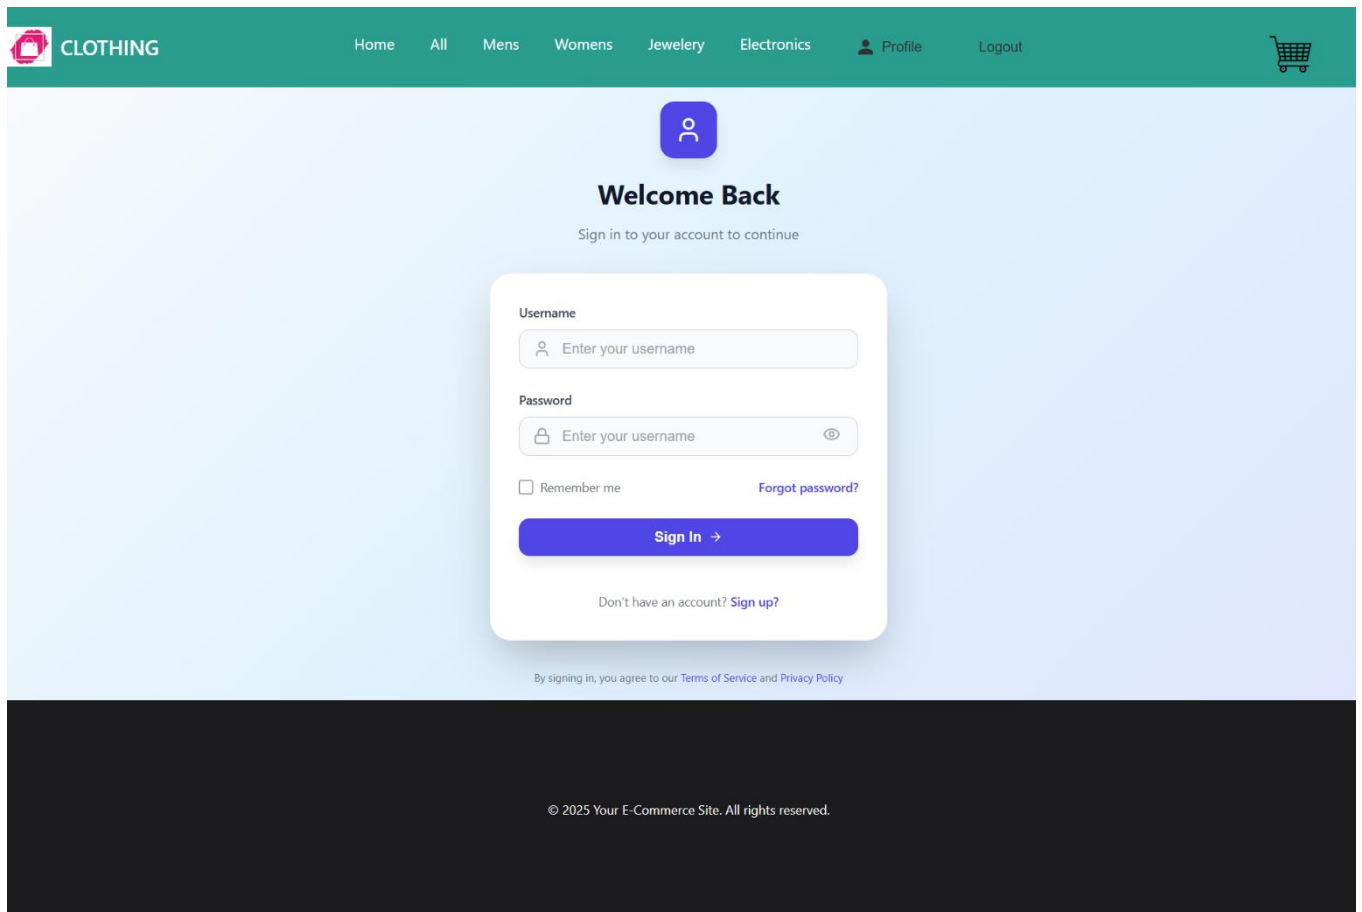 CLOTHING Home All Mens Womens Jewelery Electronics Profile Logout
Welcome Back
Sign in to your account to continue
Username
Enter your username
Password
Enter your username
Remember me Forgot password?
Sign In →
Don't have an account? Sign up?
By signing in, you agree to our Terms of Service and Privacy Policy
© 2025 Your E-Commerce Site. All rights reserved.